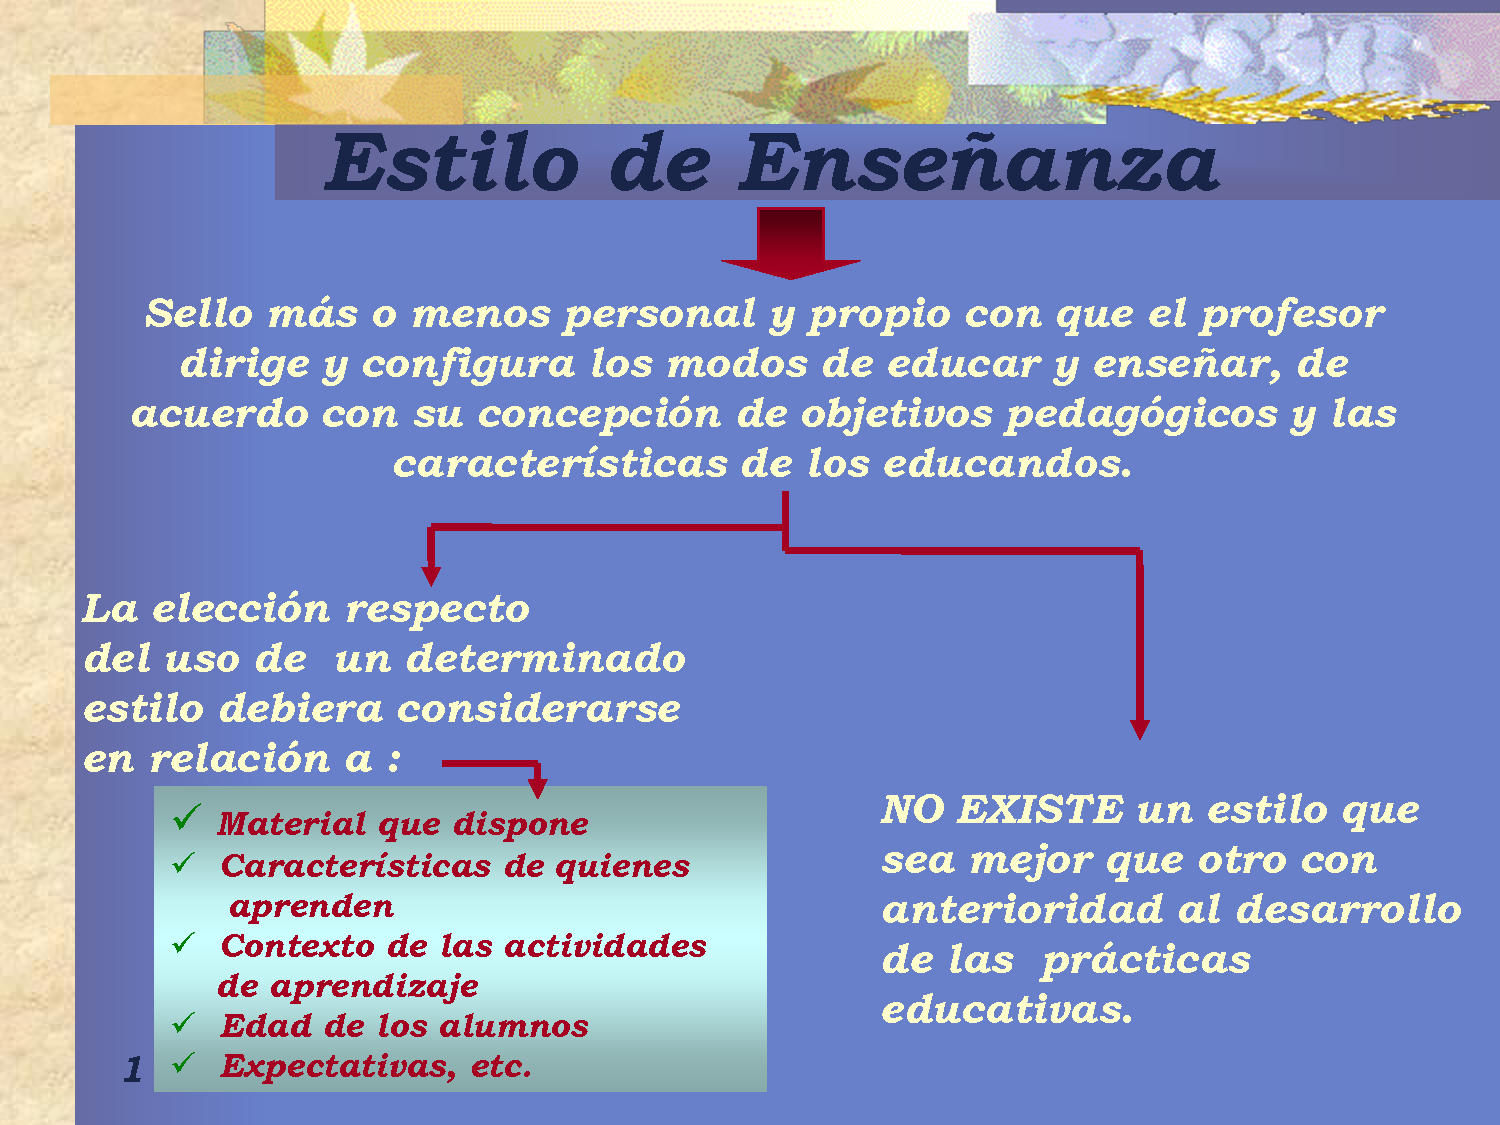 Estilo de Enseñanza
Sello más o menos personal y propio con que el profesor
dirige y configura los modos de educar y enseñar, de
acuerdo con su concepción de objetivos pedagógicos y las
características de los educandos.
La elección respecto
del uso de un determinado
estilo debiera considerarse
en relación a :
✓ Material que dispone
✓ Características de quienes
aprenden
✓ Contexto de las actividades
de aprendizaje
✓ Edad de los alumnos
✓ Expectativas, etc.
NO EXISTE un estilo que
sea mejor que otro con
anterioridad al desarrollo
de las prácticas
educativas.
1